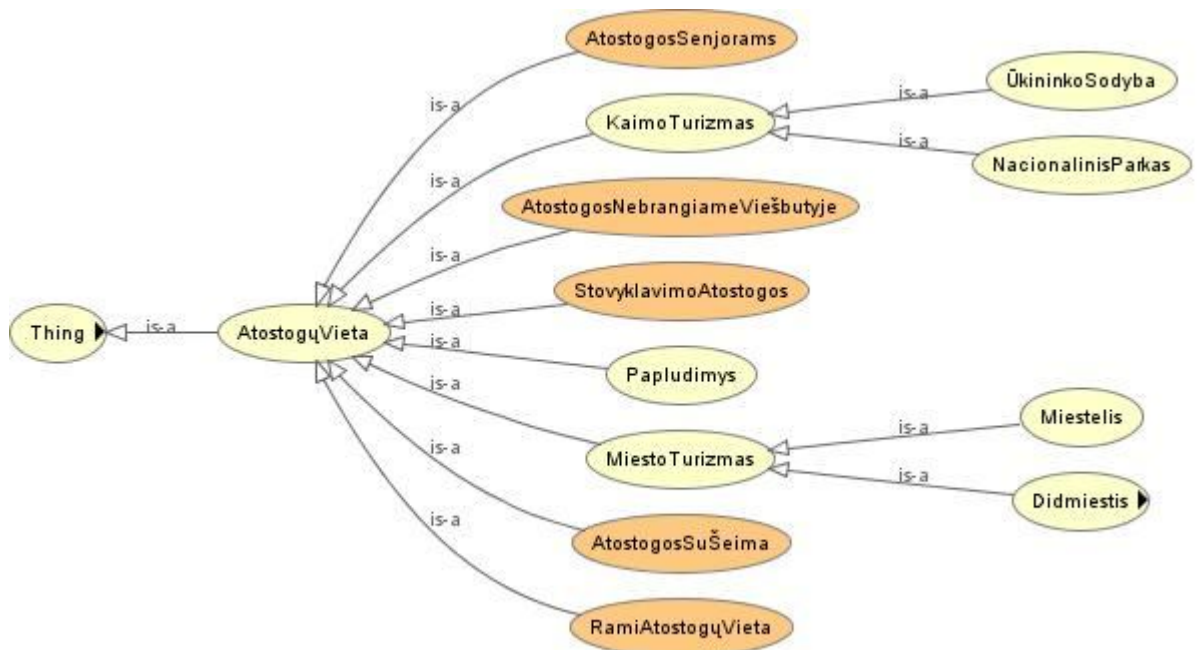 AtostogosSenjorams
is-a
ŪkininkoSodyba
is-a
KaimoTurizmas
is-a
NacionalinisParkas
is-a
AtostogosNebrangiameViešbutyje
is-a
StovyklavimoAtostogos
is-a
Thing
is-a
AtostogųVieta
is-a
Papludimys
is-a
Miestelis
is-a
MiestoTurizmas
is-a
Didmiestis
is-a
AtostogosSuŠeima
is-a
RamiAtostogųVieta